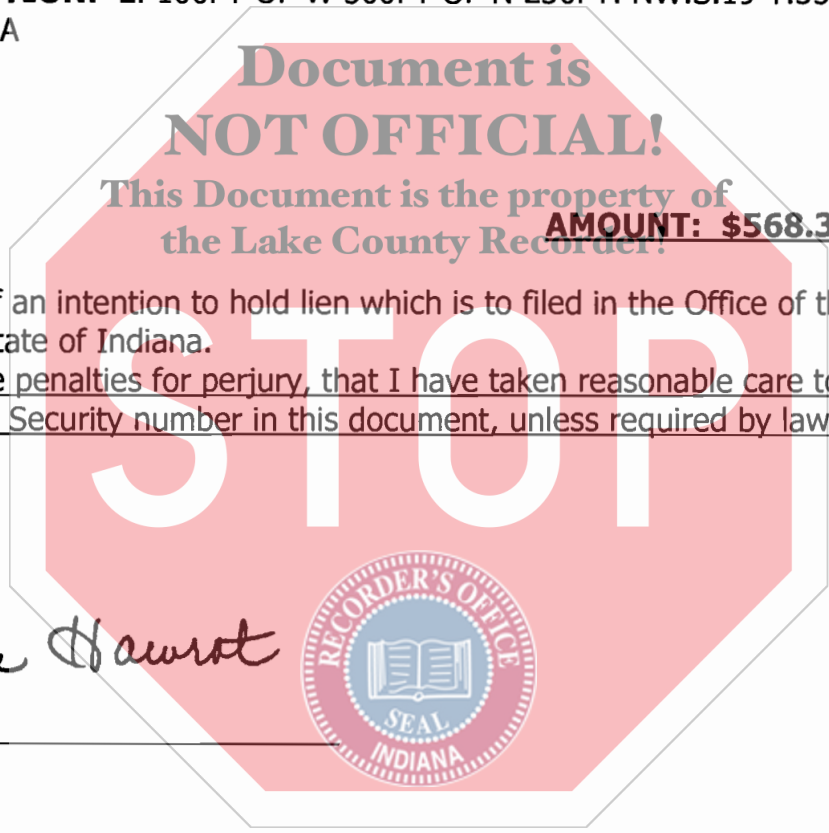 A
Document is
NOT OFFICIAL!
This Document is the property of
the Lake County Recorder!
AMOUNT: $568.3
an intention to hold lien which is to filed in the Office of
tate of Indiana.
penalties for perjury, that I have taken reasonable care to
Security number in this document, unless required by law
STOP
Hawrot
RECORDER'S OFFICE
SEAL
INDIANA